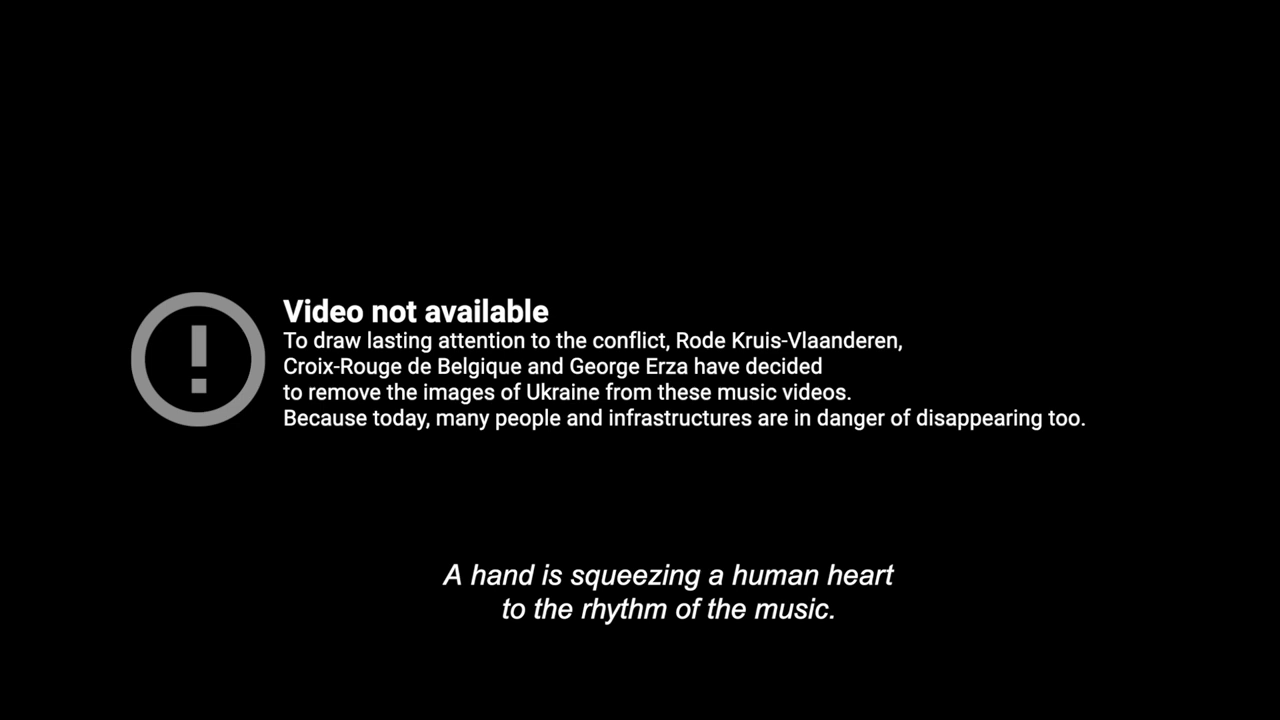 Video not available
To draw lasting attention to the conflict, Rode Kruis-Vlaanderen,
Croix-Rouge de Belgique and George Erza have decided
to remove the images of Ukraine from these music videos.
Because today, many people and infrastructures are in danger of disappearing too.
A hand is squeezing a human heart
to the rhythm of the music.